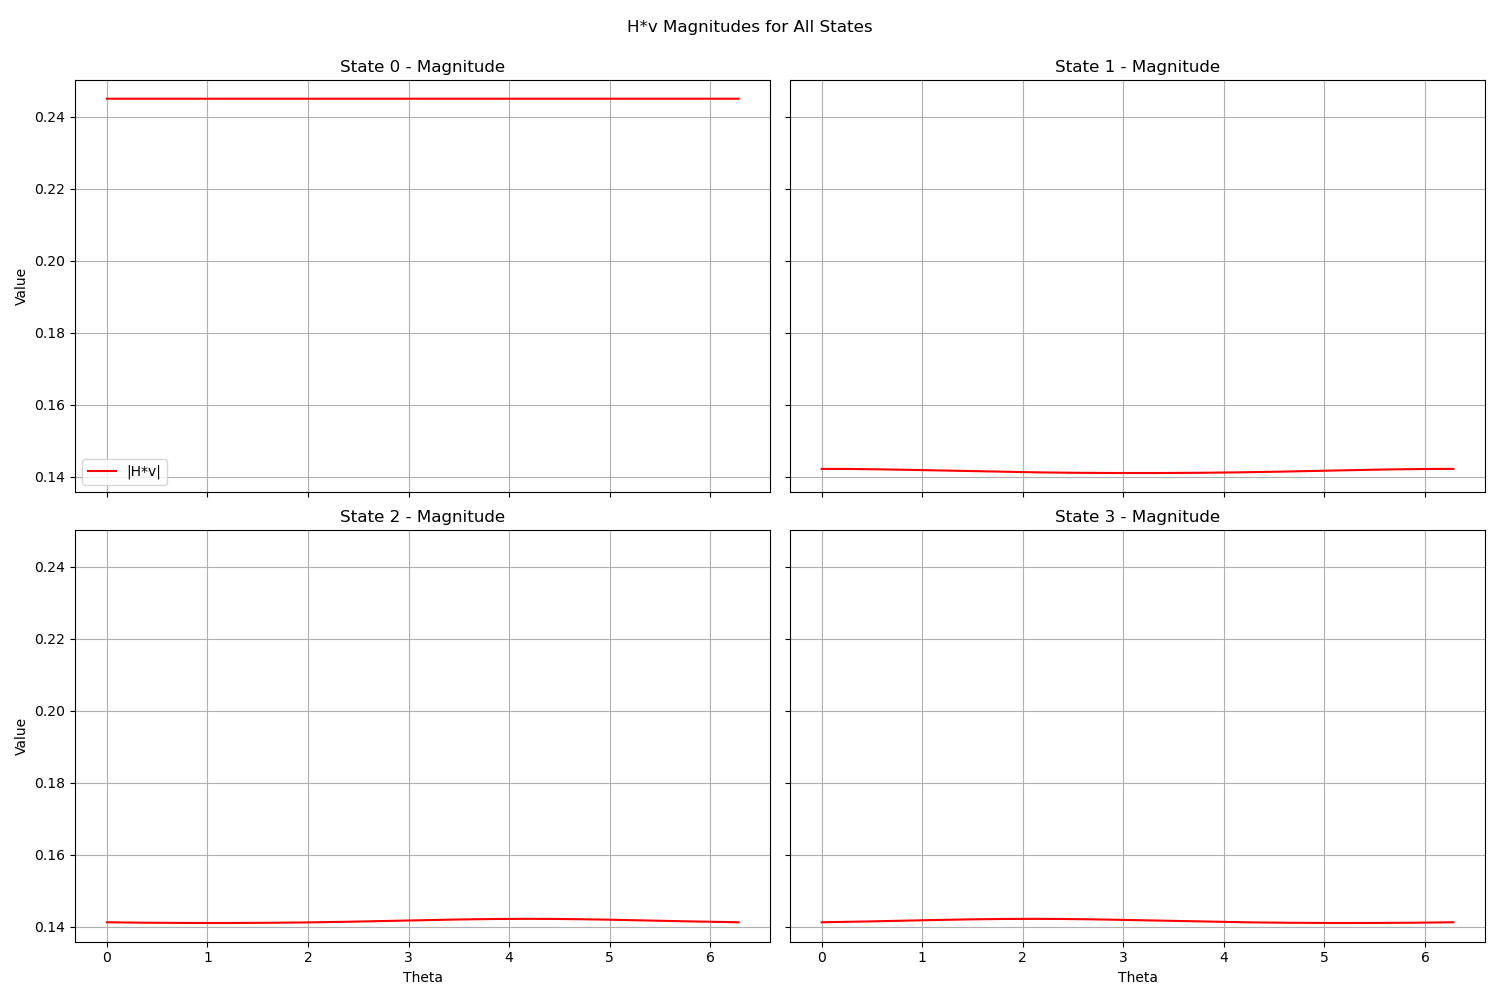 H*v Magnitudes for All States
State 0 - Magnitude
State 1 - Magnitude
0.24
0.22
0.20
0.18
0.16
0.14
Value
|H*v|
State 2 - Magnitude
State 3 - Magnitude
0.24
0.22
0.20
0.18
0.16
0.14
Value
0 1 2 3 4 5 6
0 1 2 3 4 5 6
Theta
Theta